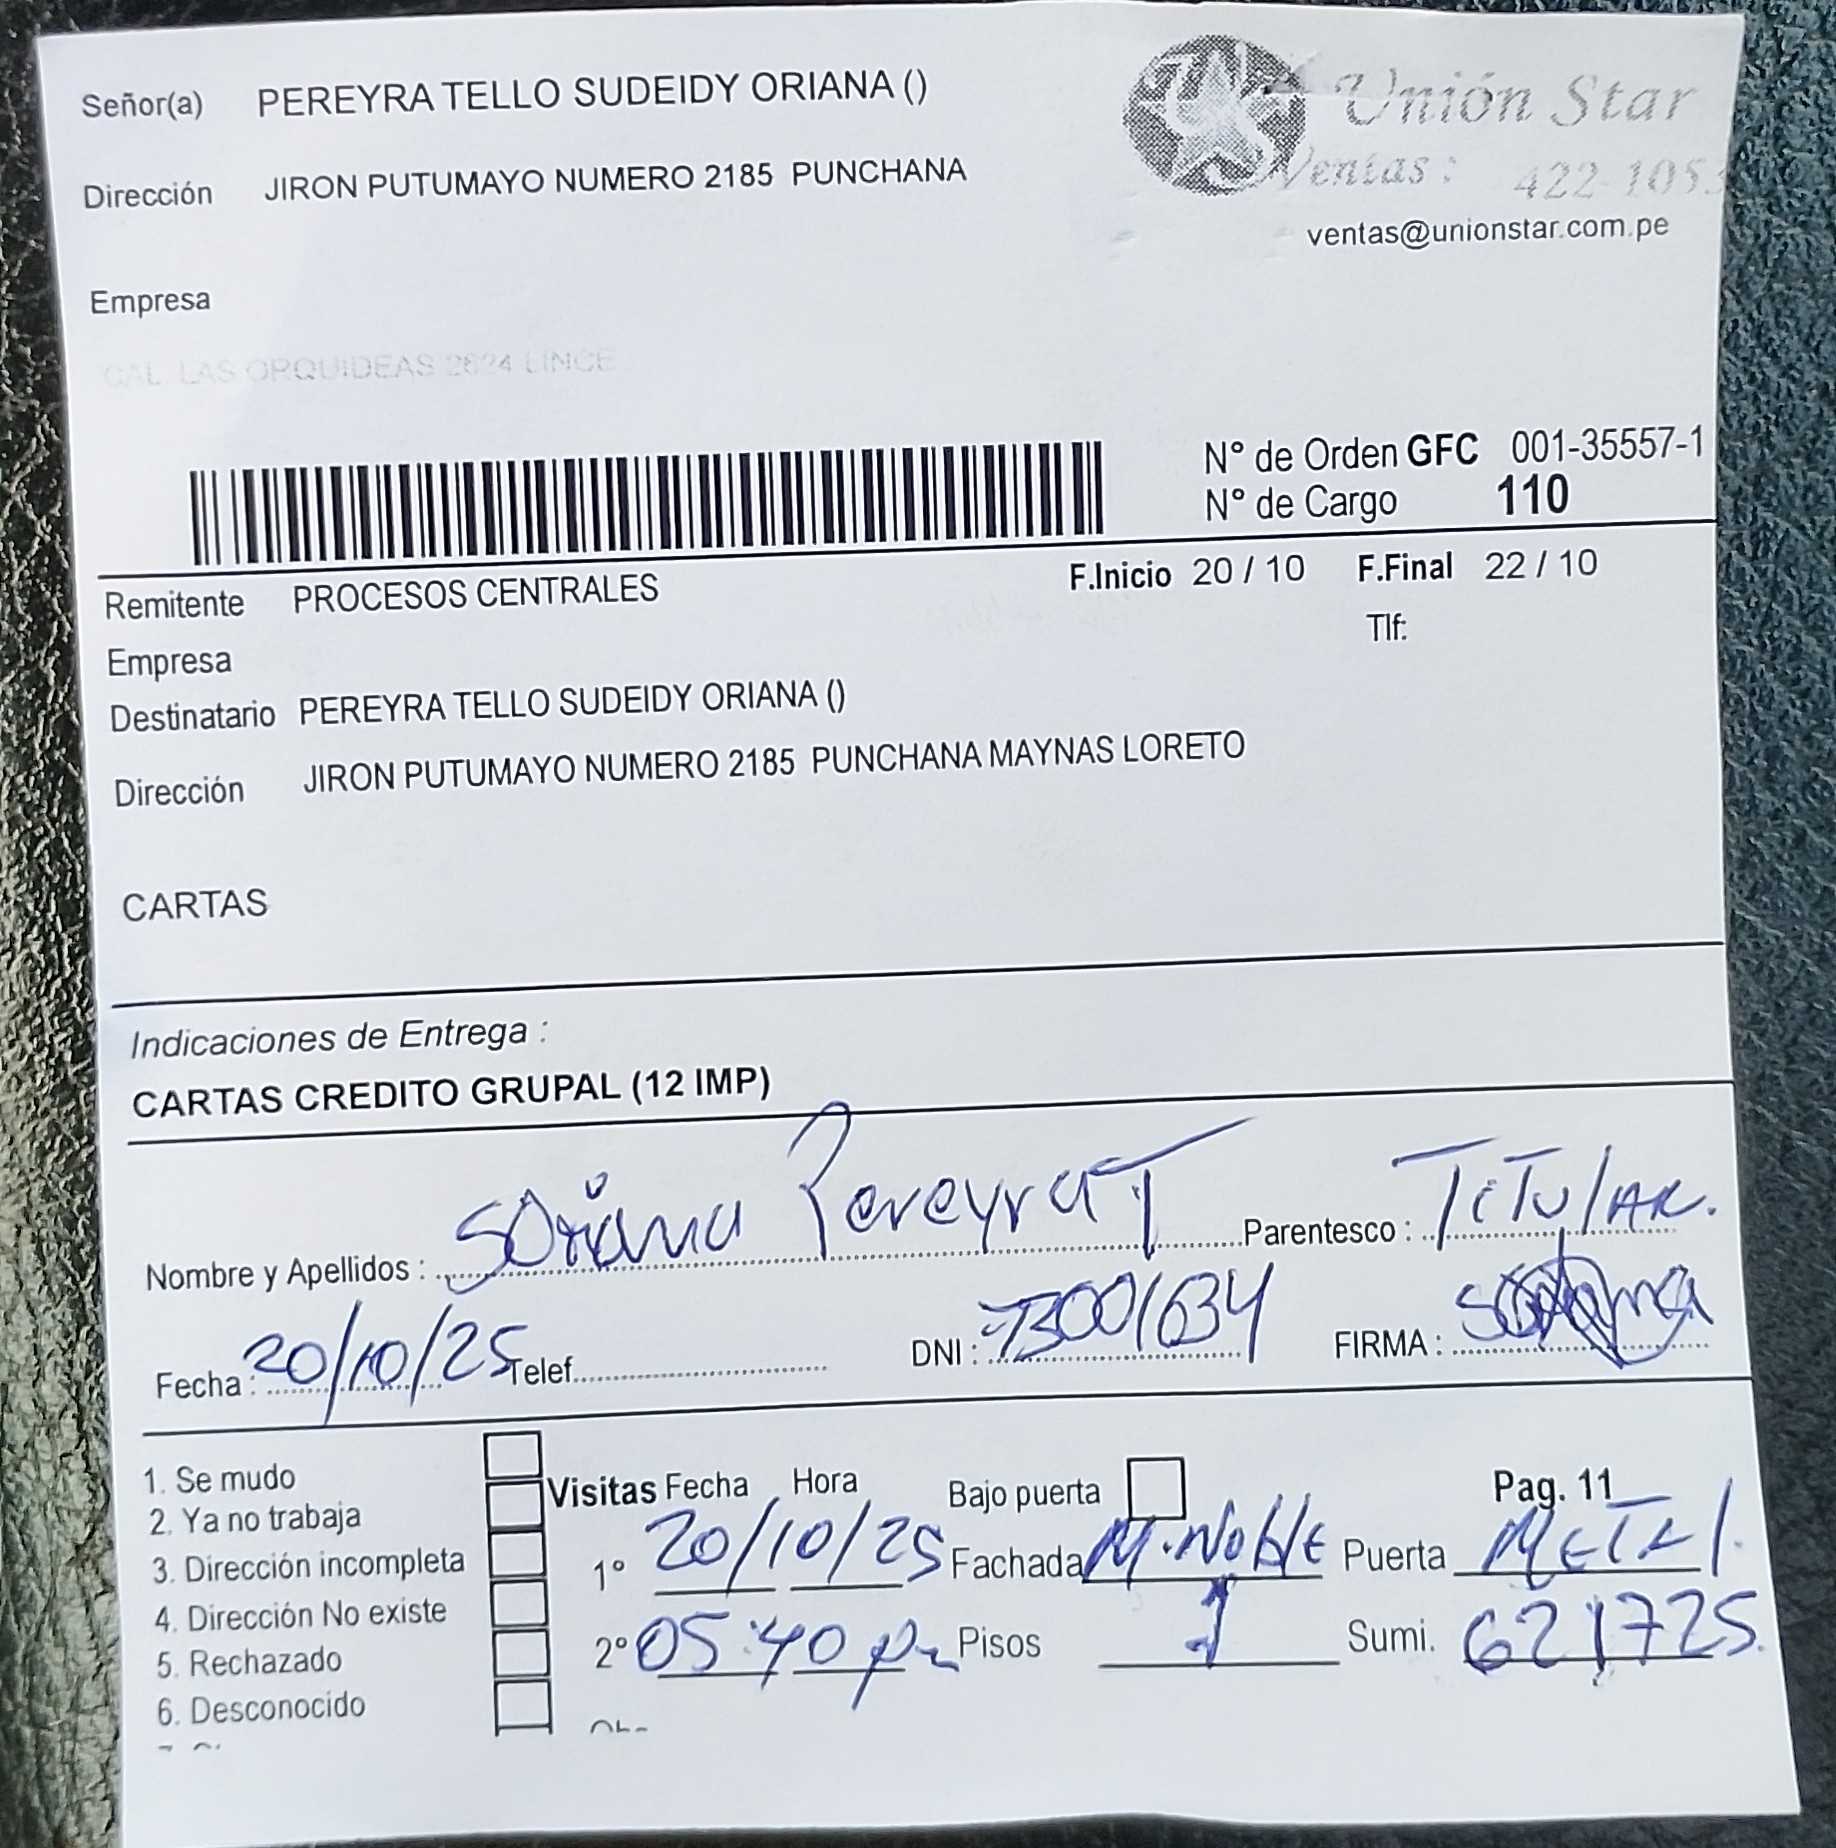 Señor(a) PEREYRA TELLO SUDEIDY ORIANA ()
Unión Star
Dirección JIRON PUTUMAYO NUMERO 2185 PUNCHANA
Ventas: 422-1053
ventas@unionstar.com.pe
Empresa
CAL. LAS ORQUIDEAS 2624 LINCE
N° de Orden GFC 001-35557-1
N° de Cargo 110
Remitente PROCESOS CENTRALES F.Inicio 20 / 10 F.Final 22 / 10
Empresa Tlf:
Destinatario PEREYRA TELLO SUDEIDY ORIANA ()
Dirección JIRON PUTUMAYO NUMERO 2185 PUNCHANA MAYNAS LORETO
CARTAS
Indicaciones de Entrega :
CARTAS CREDITO GRUPAL (12 IMP)
Nombre y Apellidos : SOriana Pereyra T Parentesco : TITULAR.
Fecha : 20/10/25 Telef. DNI : 73001634 FIRMA :
1. Se mudo
2. Ya no trabaja
3. Dirección incompleta
4. Dirección No existe
5. Rechazado
6. Desconocido
Visitas Fecha Hora Bajo puerta Pag. 11
1° 20/10/25 Fachada M. Noble Puerta METAL.
2° 05:40 pm Pisos 1 Sumi. 621725.